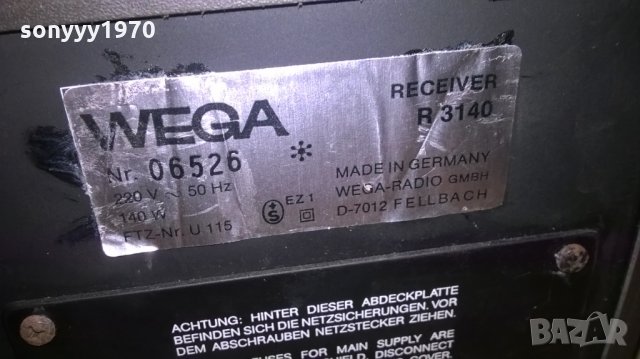 sonyyy1970
WEGA
RECEIVER
R 3140
Nr. 06526
220 V ~ 50 Hz
140 W
FTZ-Nr. U 115
EZ 1
MADE IN GERMANY
WEGA-RADIO GMBH
D-7012 FELLBACH
ACHTUNG: HINTER DIESER ABDECKPLATTE
BEFINDEN SICH DIE NETZSICHERUNGEN. VOR
DEM ABSCHRAUBEN NETZSTECKER ZIEHEN.
FOR MAIN SUPPLY ARE
DISCONNECT
COVER.
BAZAR